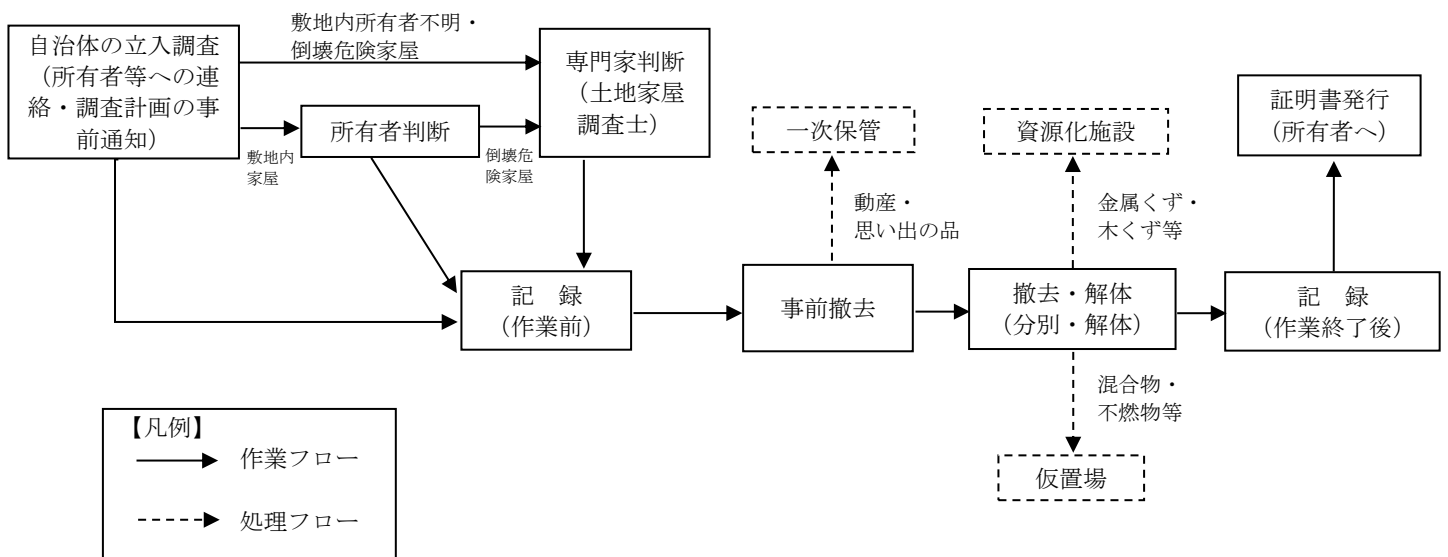 敷地内所有者不明・
倒壊危険家屋
自治体の立入調査
（所有者等への連
絡・調査計画の事
前通知）
敷地内
家屋
所有者判断
倒壊危
険家屋
専門家判断
（土地家屋
調査士）
一次保管
資源化施設
証明書発行
（所有者へ）
動産・
思い出の品
金属くず・
木くず等
記　録
（作業前）
事前撤去
撤去・解体
（分別・解体）
記　録
（作業終了後）
混合物・
不燃物等
仮置場
【凡例】
作業フロー
処理フロー